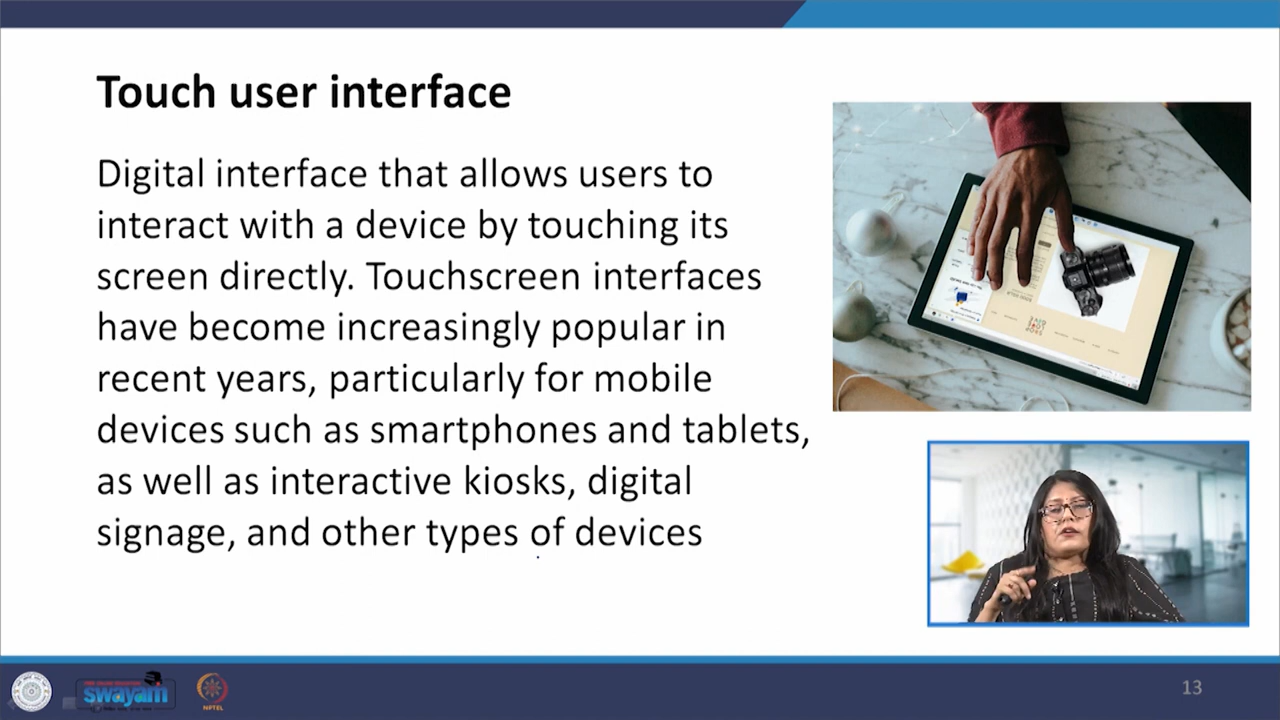 Touch user interface
Digital interface that allows users to
interact with a device by touching its
screen directly. Touchscreen interfaces
have become increasingly popular in
recent years, particularly for mobile
devices such as smartphones and tablets,
as well as interactive kiosks, digital
signage, and other types of devices
swayam
NPTEL
13